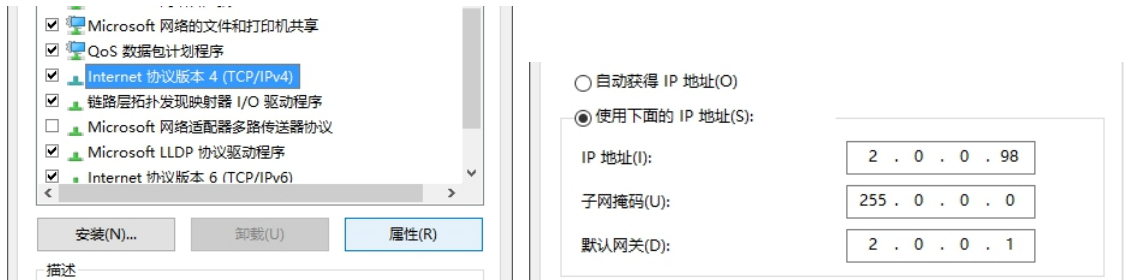 Microsoft 网络的文件和打印机共享
QoS 数据包计划程序
Internet 协议版本 4 (TCP/IPv4)
链路层拓扑发现映射器 I/O 驱动程序
Microsoft 网络适配器多路传送器协议
Microsoft LLDP 协议驱动程序
Internet 协议版本 6 (TCP/IPv6)
安装(N)...
卸载(U)
属性(R)
描述
自动获得 IP 地址(O)
使用下面的 IP 地址(S):
IP 地址(I):
2 . 0 . 0 . 98
子网掩码(U):
255 . 0 . 0 . 0
默认网关(D):
2 . 0 . 0 . 1